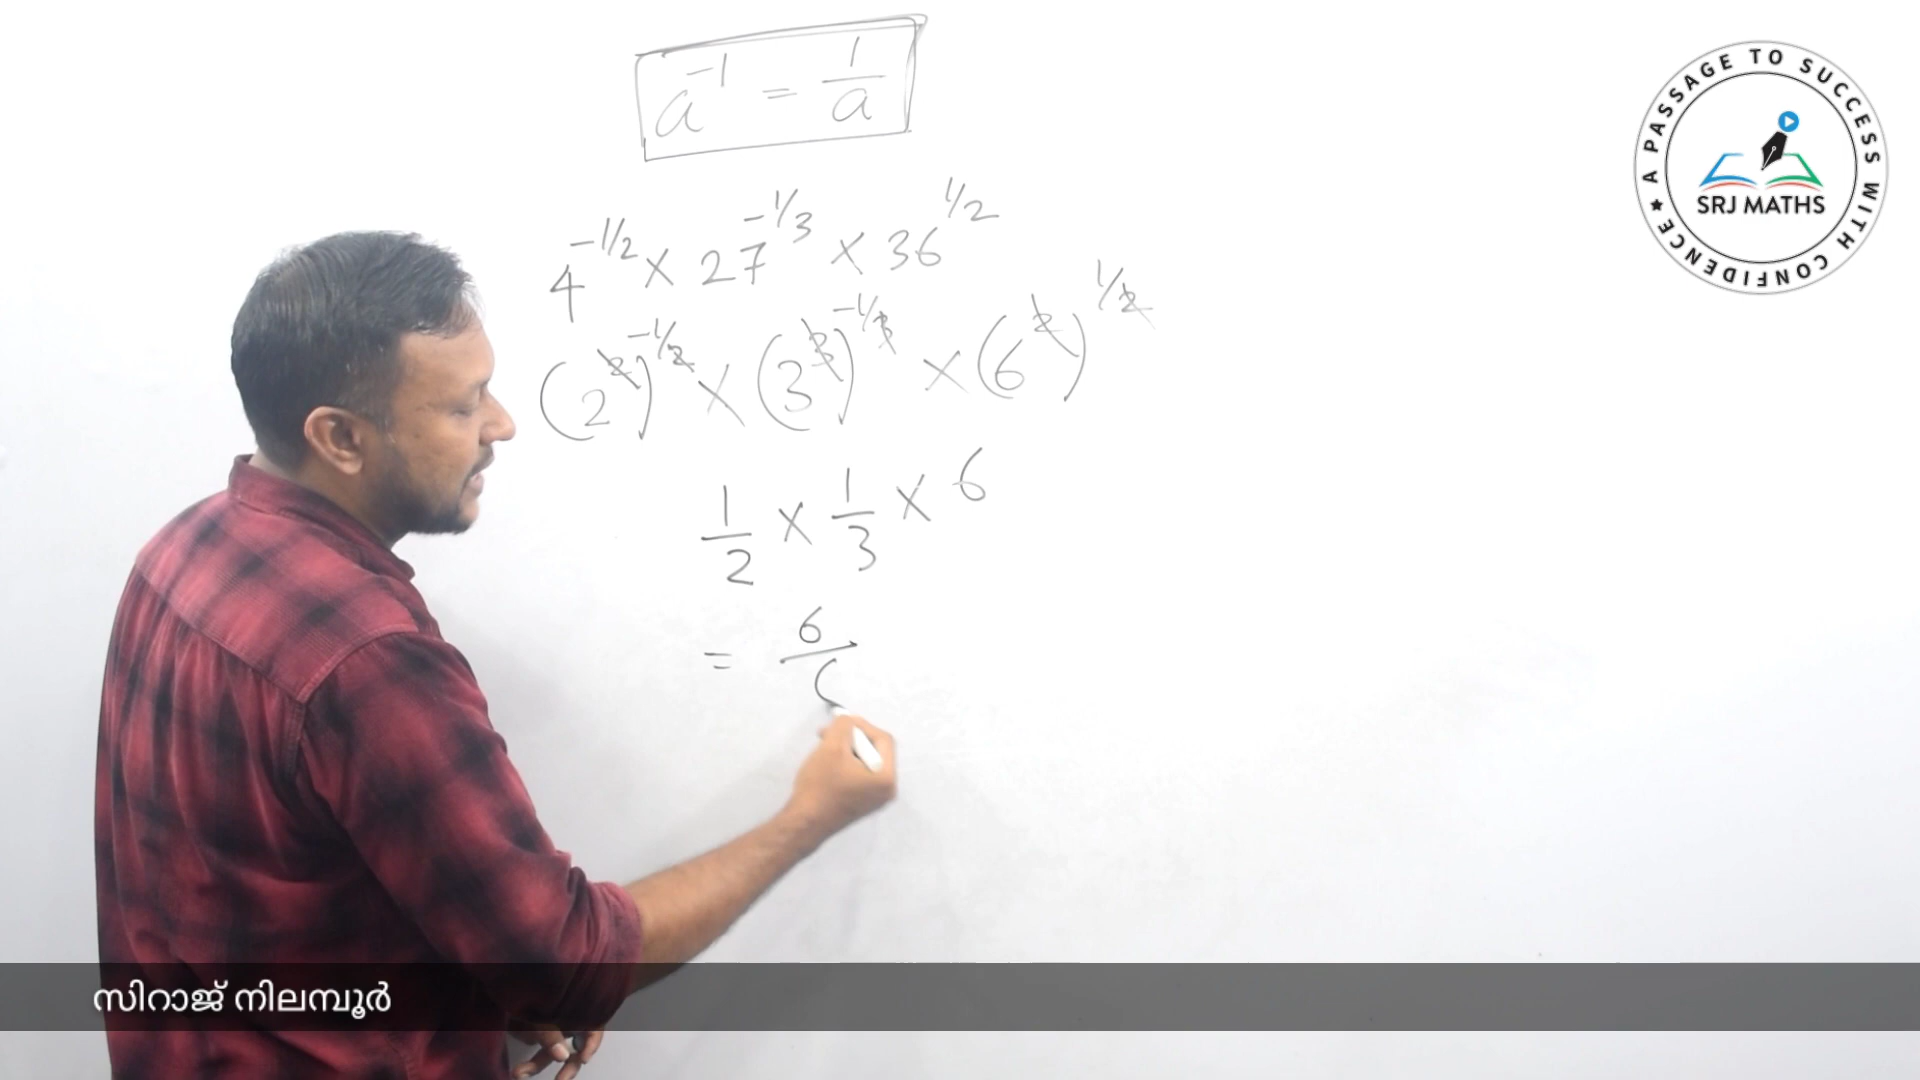 a⁻¹ = 1/a
4^-1/2 × 27^-1/3 × 36^1/2
(2²)^-1/2 × (3³)^-1/3 × (6²)^1/2
1/2 × 1/3 × 6
= 6/
A PASSAGE TO SUCCESS WITH CONFIDENCE
SRJ MATHS
സിറാജ് നിലമ്പൂർ